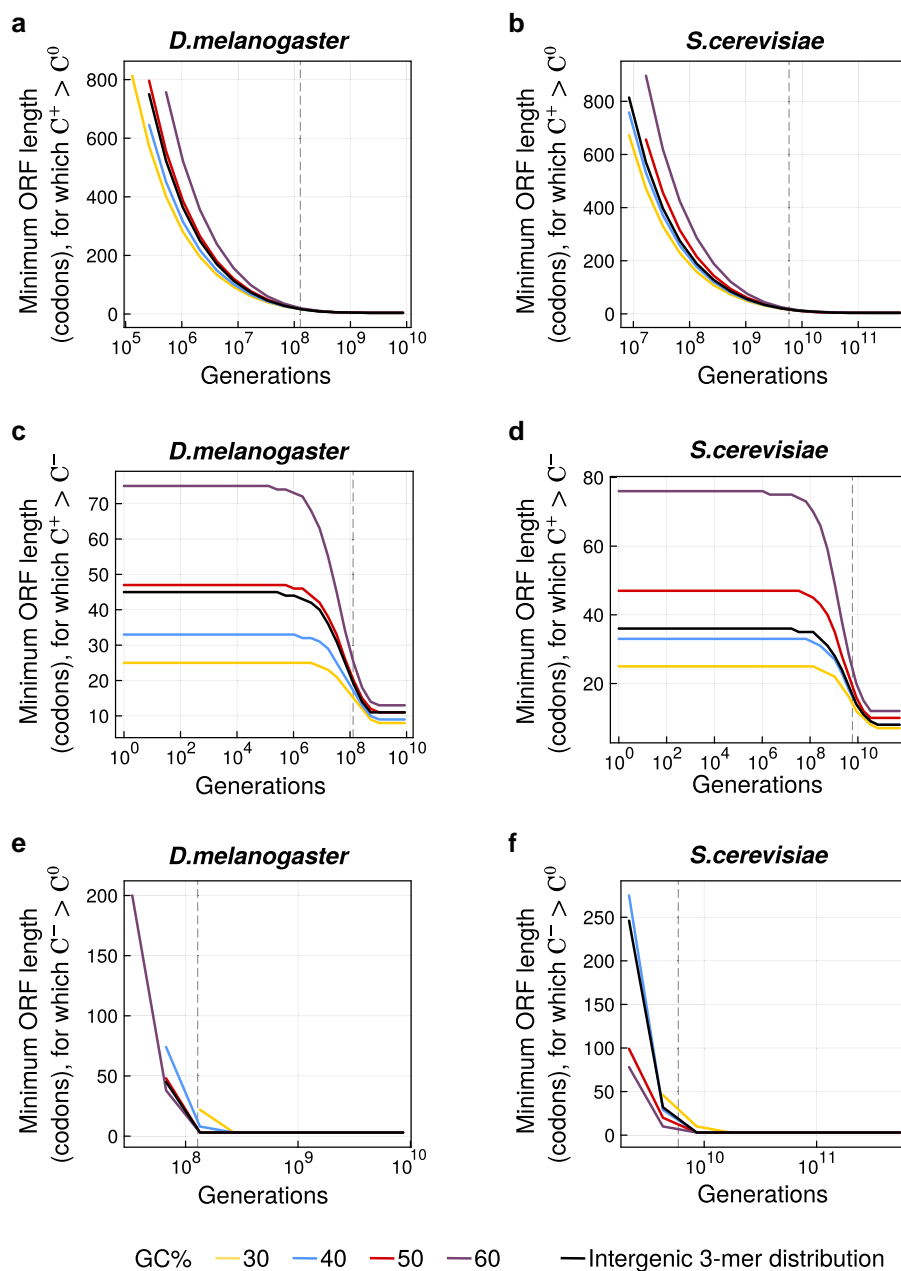 a
D.melanogaster
Minimum ORF length
(codons), for which C⁺ > C⁰
800
600
400
200
0
10⁵ 10⁶ 10⁷ 10⁸ 10⁹ 10¹⁰
Generations
b
S.cerevisiae
Minimum ORF length
(codons), for which C⁺ > C⁰
800
600
400
200
0
10⁷ 10⁸ 10⁹ 10¹⁰ 10¹¹
Generations
c
D.melanogaster
Minimum ORF length
(codons), for which C⁺ > C⁻
70
60
50
40
30
20
10
10⁰ 10² 10⁴ 10⁶ 10⁸ 10¹⁰
Generations
d
S.cerevisiae
Minimum ORF length
(codons), for which C⁺ > C⁻
80
60
40
20
10⁰ 10² 10⁴ 10⁶ 10⁸ 10¹⁰
Generations
e
D.melanogaster
Minimum ORF length
(codons), for which C⁻ > C⁰
200
150
100
50
0
10⁸ 10⁹ 10¹⁰
Generations
f
S.cerevisiae
Minimum ORF length
(codons), for which C⁻ > C⁰
250
200
150
100
50
0
10¹⁰ 10¹¹
Generations
GC% 30 40 50 60 Intergenic 3-mer distribution